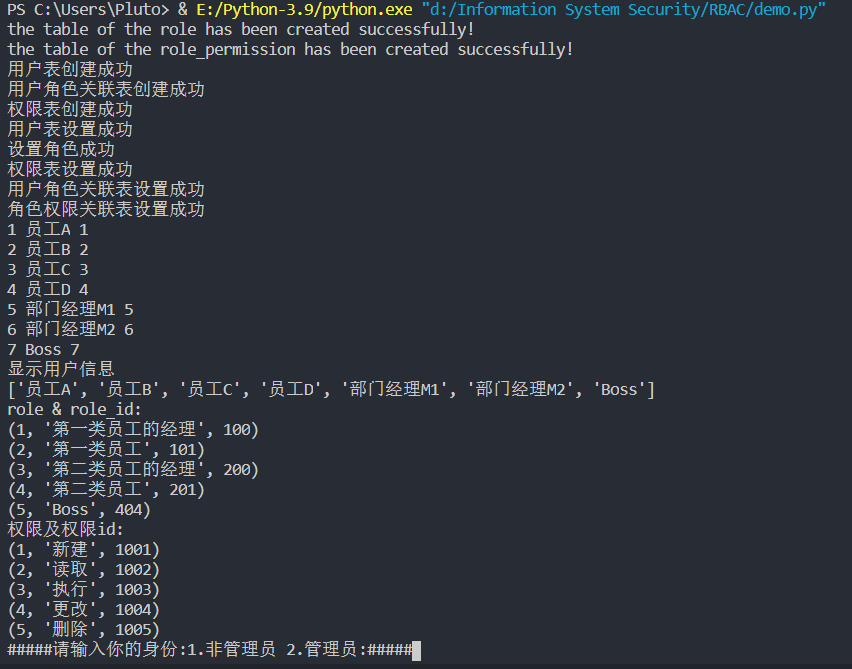 PS C:\Users\Pluto> & E:/Python-3.9/python.exe "d:/Information System Security/RBAC/demo.py"
the table of the role has been created successfully!
the table of the role_permission has been created successfully!
用户表创建成功
用户角色关联表创建成功
权限表创建成功
用户表设置成功
设置角色成功
权限表设置成功
用户角色关联表设置成功
角色权限关联表设置成功
1 员工A 1
2 员工B 2
3 员工C 3
4 员工D 4
5 部门经理M1 5
6 部门经理M2 6
7 Boss 7
显示用户信息
['员工A', '员工B', '员工C', '员工D', '部门经理M1', '部门经理M2', 'Boss']
role & role_id:
(1, '第一类员工的经理', 100)
(2, '第一类员工', 101)
(3, '第二类员工的经理', 200)
(4, '第二类员工', 201)
(5, 'Boss', 404)
权限及权限id:
(1, '新建', 1001)
(2, '读取', 1002)
(3, '执行', 1003)
(4, '更改', 1004)
(5, '删除', 1005)
#####请输入你的身份:1.非管理员 2.管理员:#####